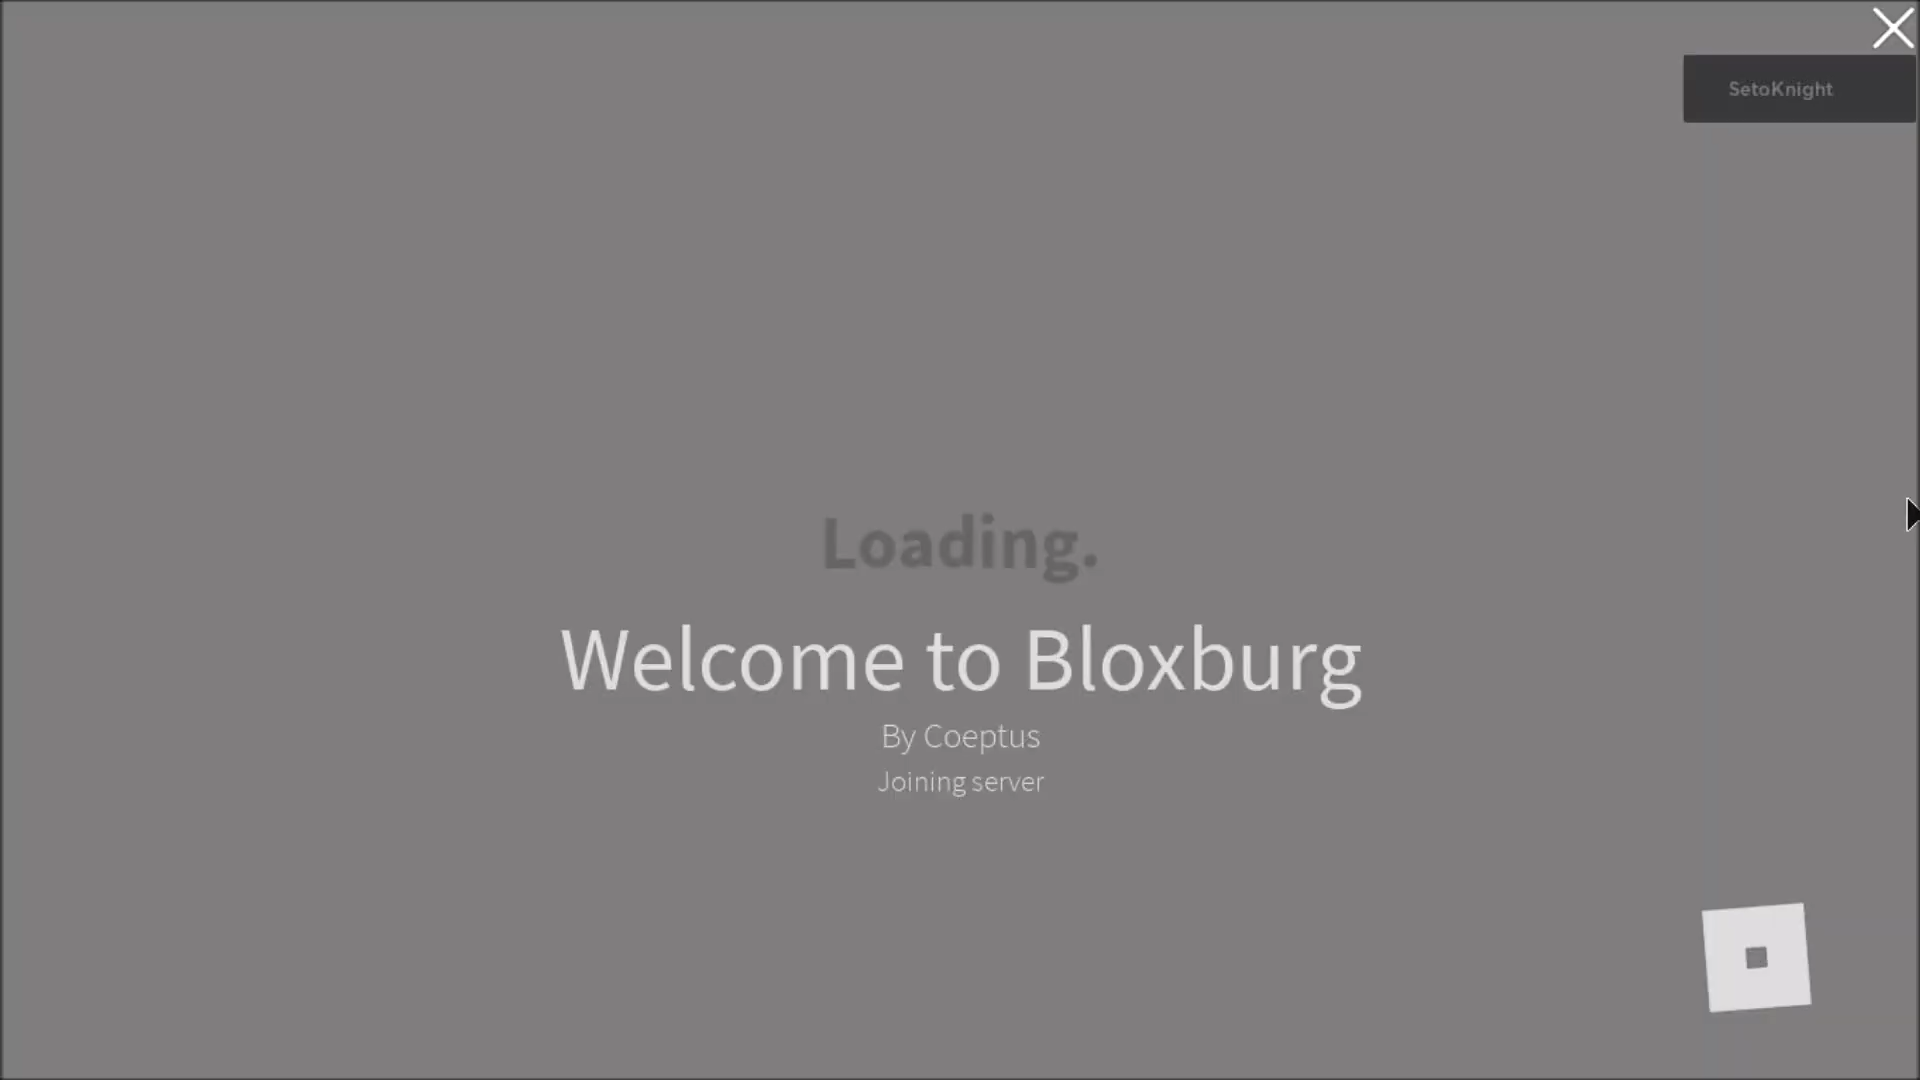 SetoKnight
Loading.
Welcome to Bloxburg
By Coeptus
Joining server